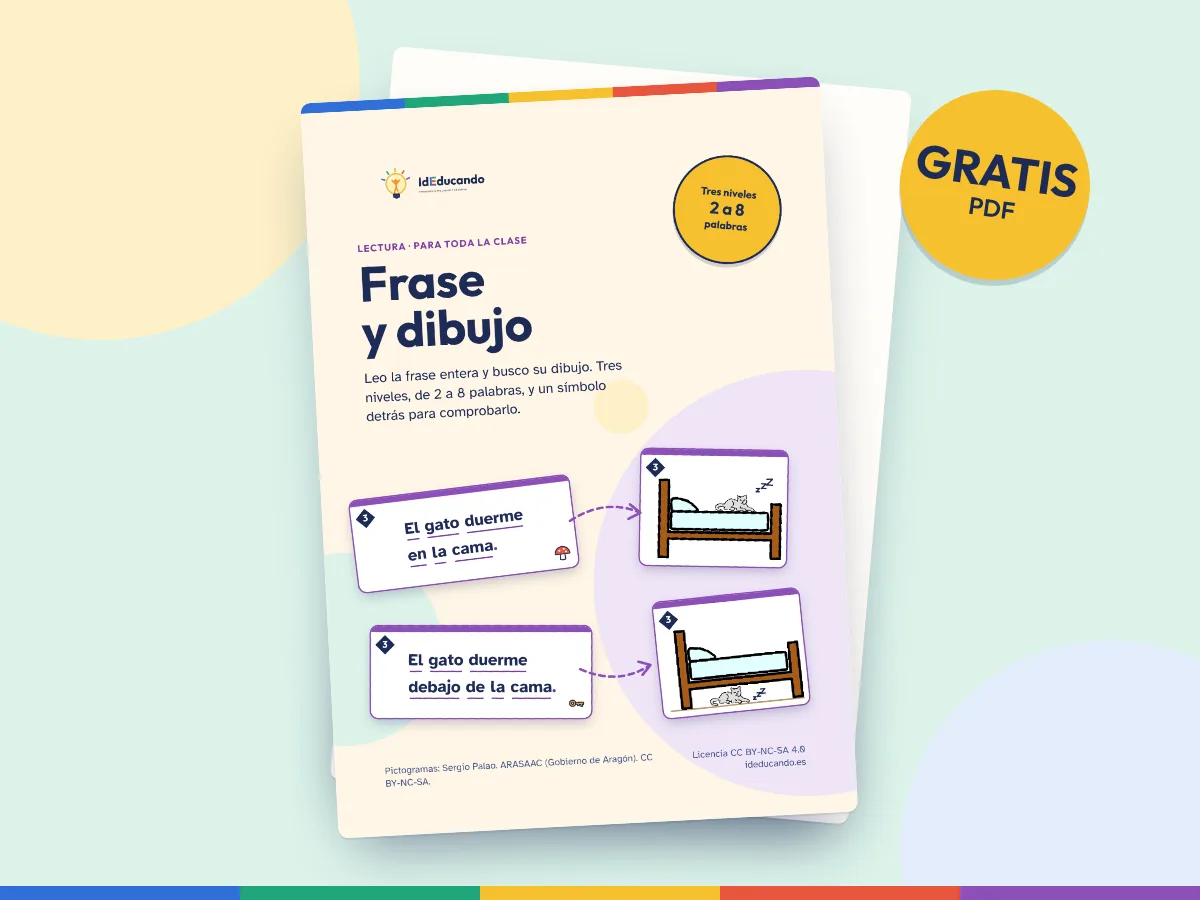 IdEducando
Tres niveles
2 a 8
palabras
GRATIS
PDF
LECTURA · PARA TODA LA CLASE
Frase
y dibujo
Leo la frase entera y busco su dibujo. Tres
niveles, de 2 a 8 palabras, y un símbolo
detrás para comprobarlo.
3
El gato duerme
en la cama.
3
zZZ
3
El gato duerme
debajo de la cama.
3
zZZ
Pictogramas: Sergio Palao. ARASAAC (Gobierno de Aragón). CC
BY-NC-SA.
Licencia CC BY-NC-SA 4.0
ideducando.es